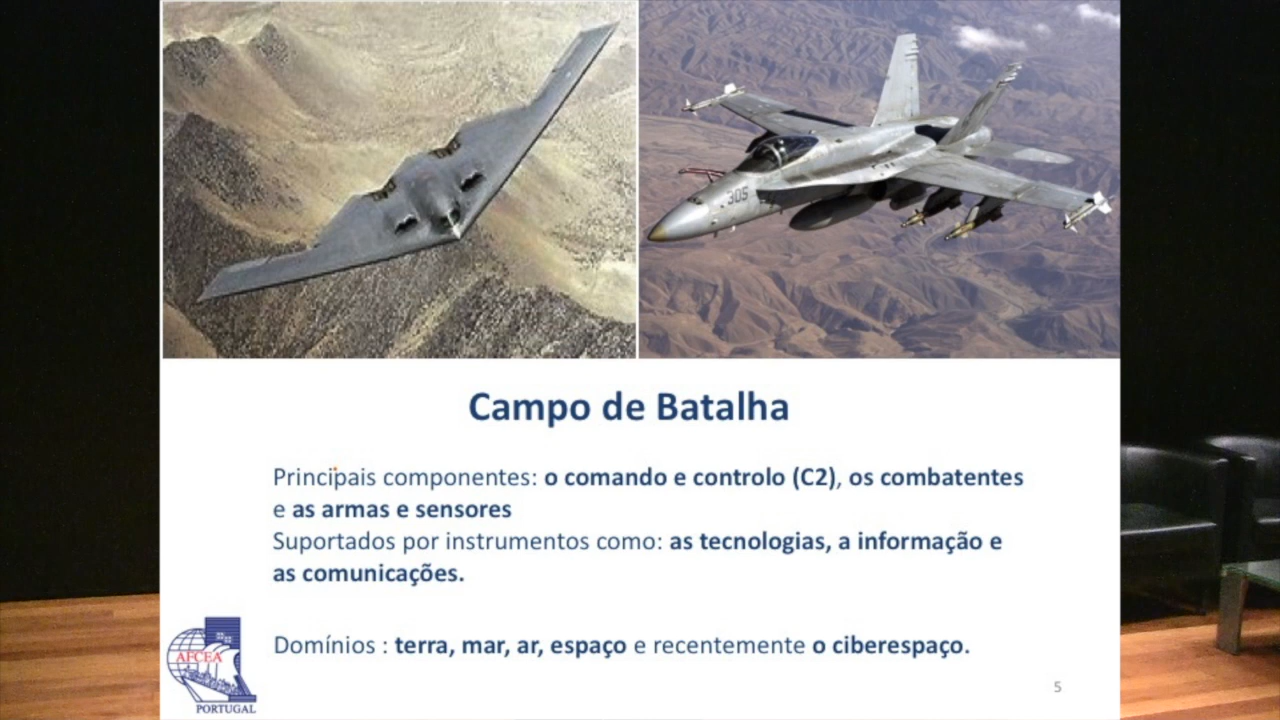 305
Campo de Batalha
Principais componentes: o comando e controlo (C2), os combatentes
e as armas e sensores
Suportados por instrumentos como: as tecnologias, a informação e
as comunicações.
Domínios : terra, mar, ar, espaço e recentemente o ciberespaço.
AFCEA
PORTUGAL
5